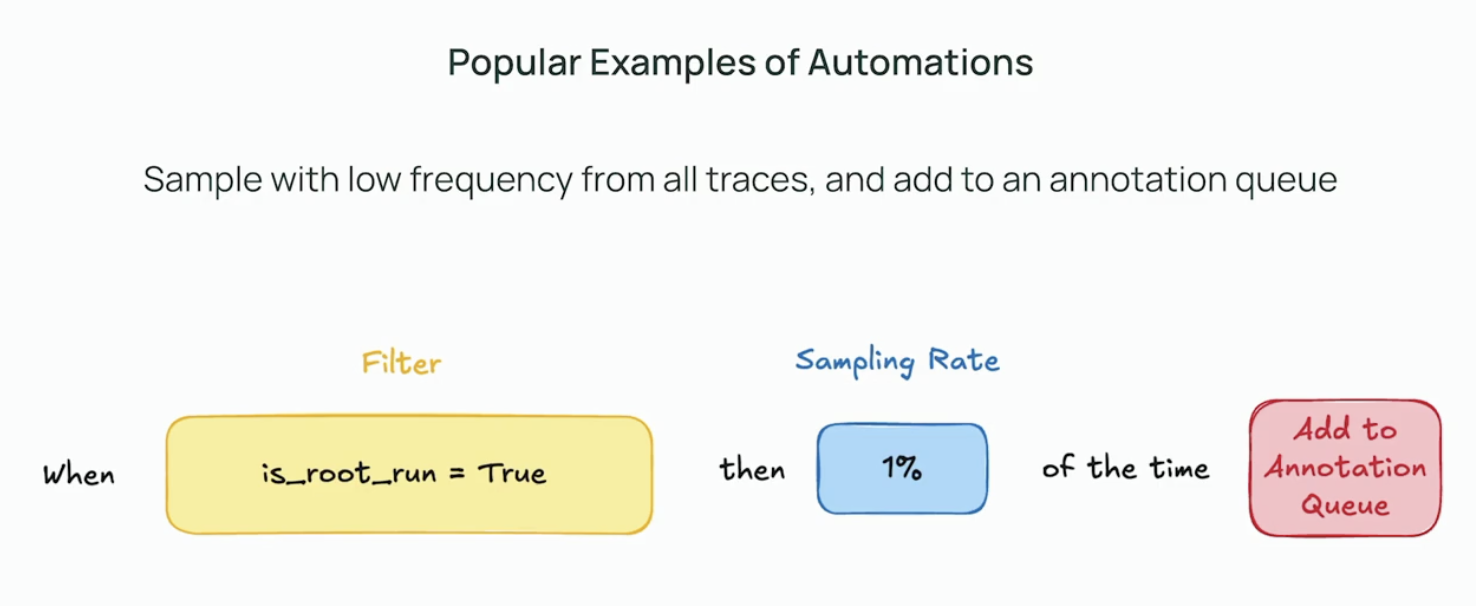 Popular Examples of Automations
Sample with low frequency from all traces, and add to an annotation queue
Filter
Sampling Rate
When
is_root_run = True
then
1%
of the time
Add to
Annotation
Queue